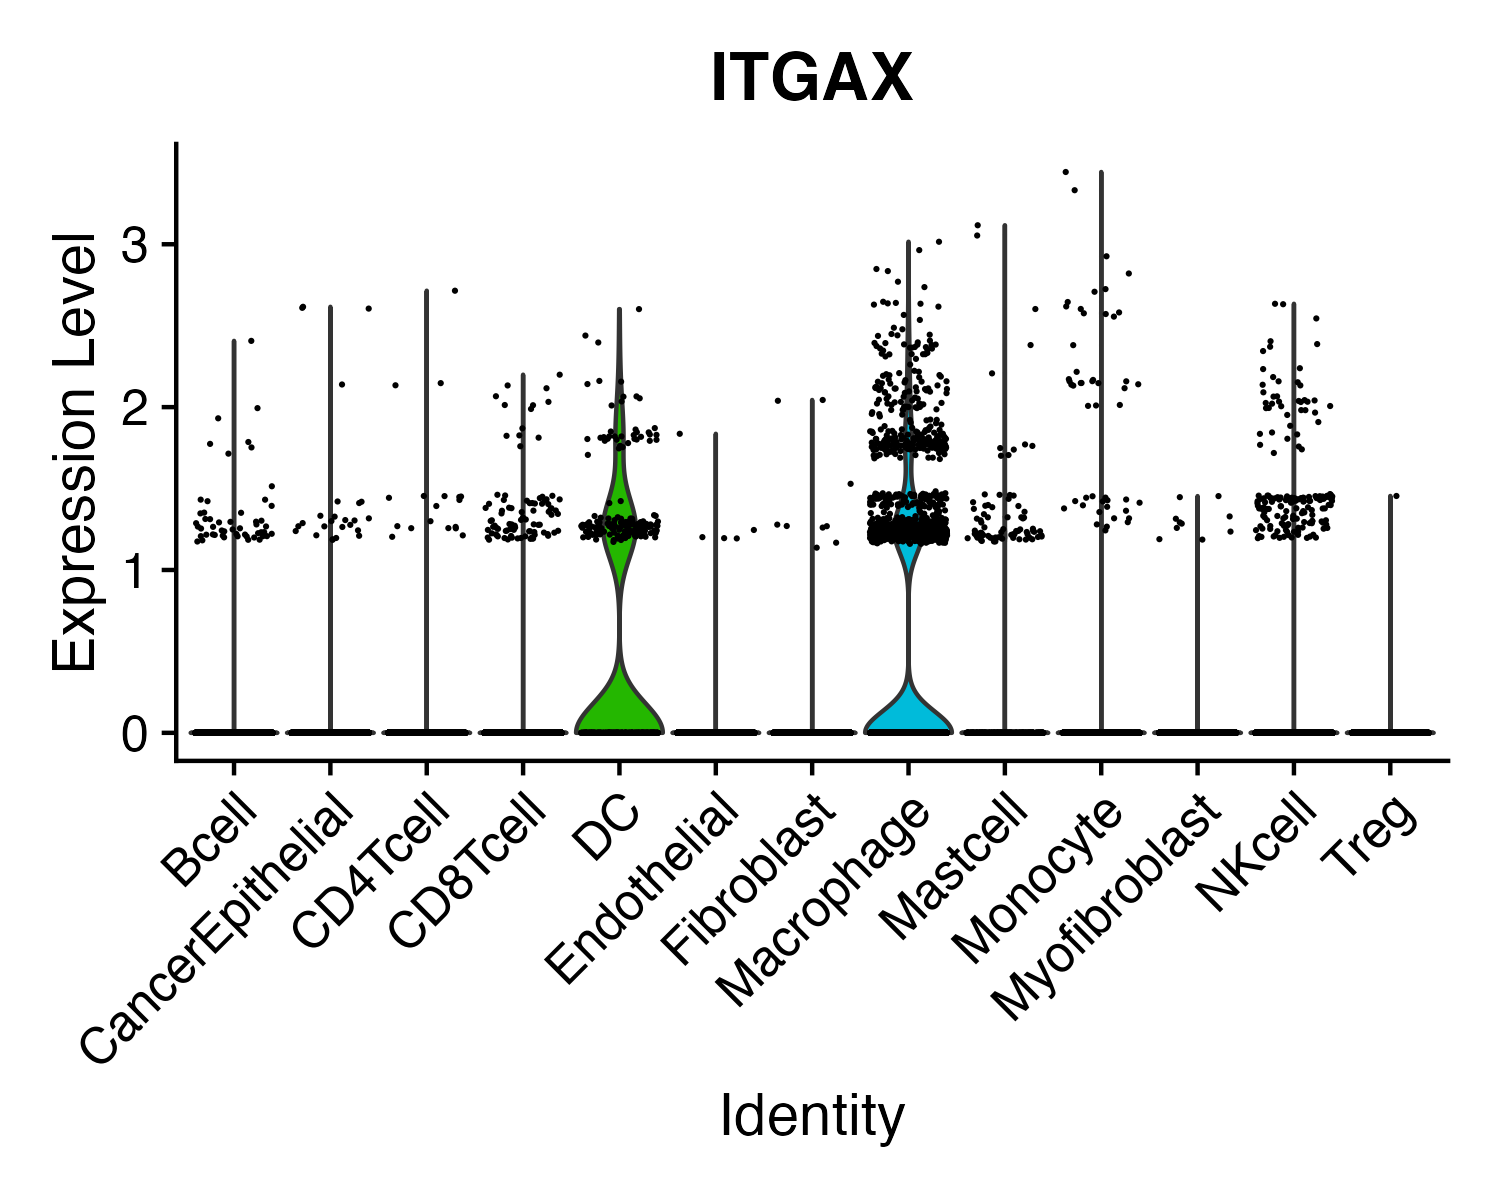 ITGAX
Expression Level
3
2
1
0
Bcell
CancerEpithelial
CD4Tcell
CD8Tcell
DC
Endothelial
Fibroblast
Macrophage
Mastcell
Monocyte
Myofibroblast
NKcell
Treg
Identity